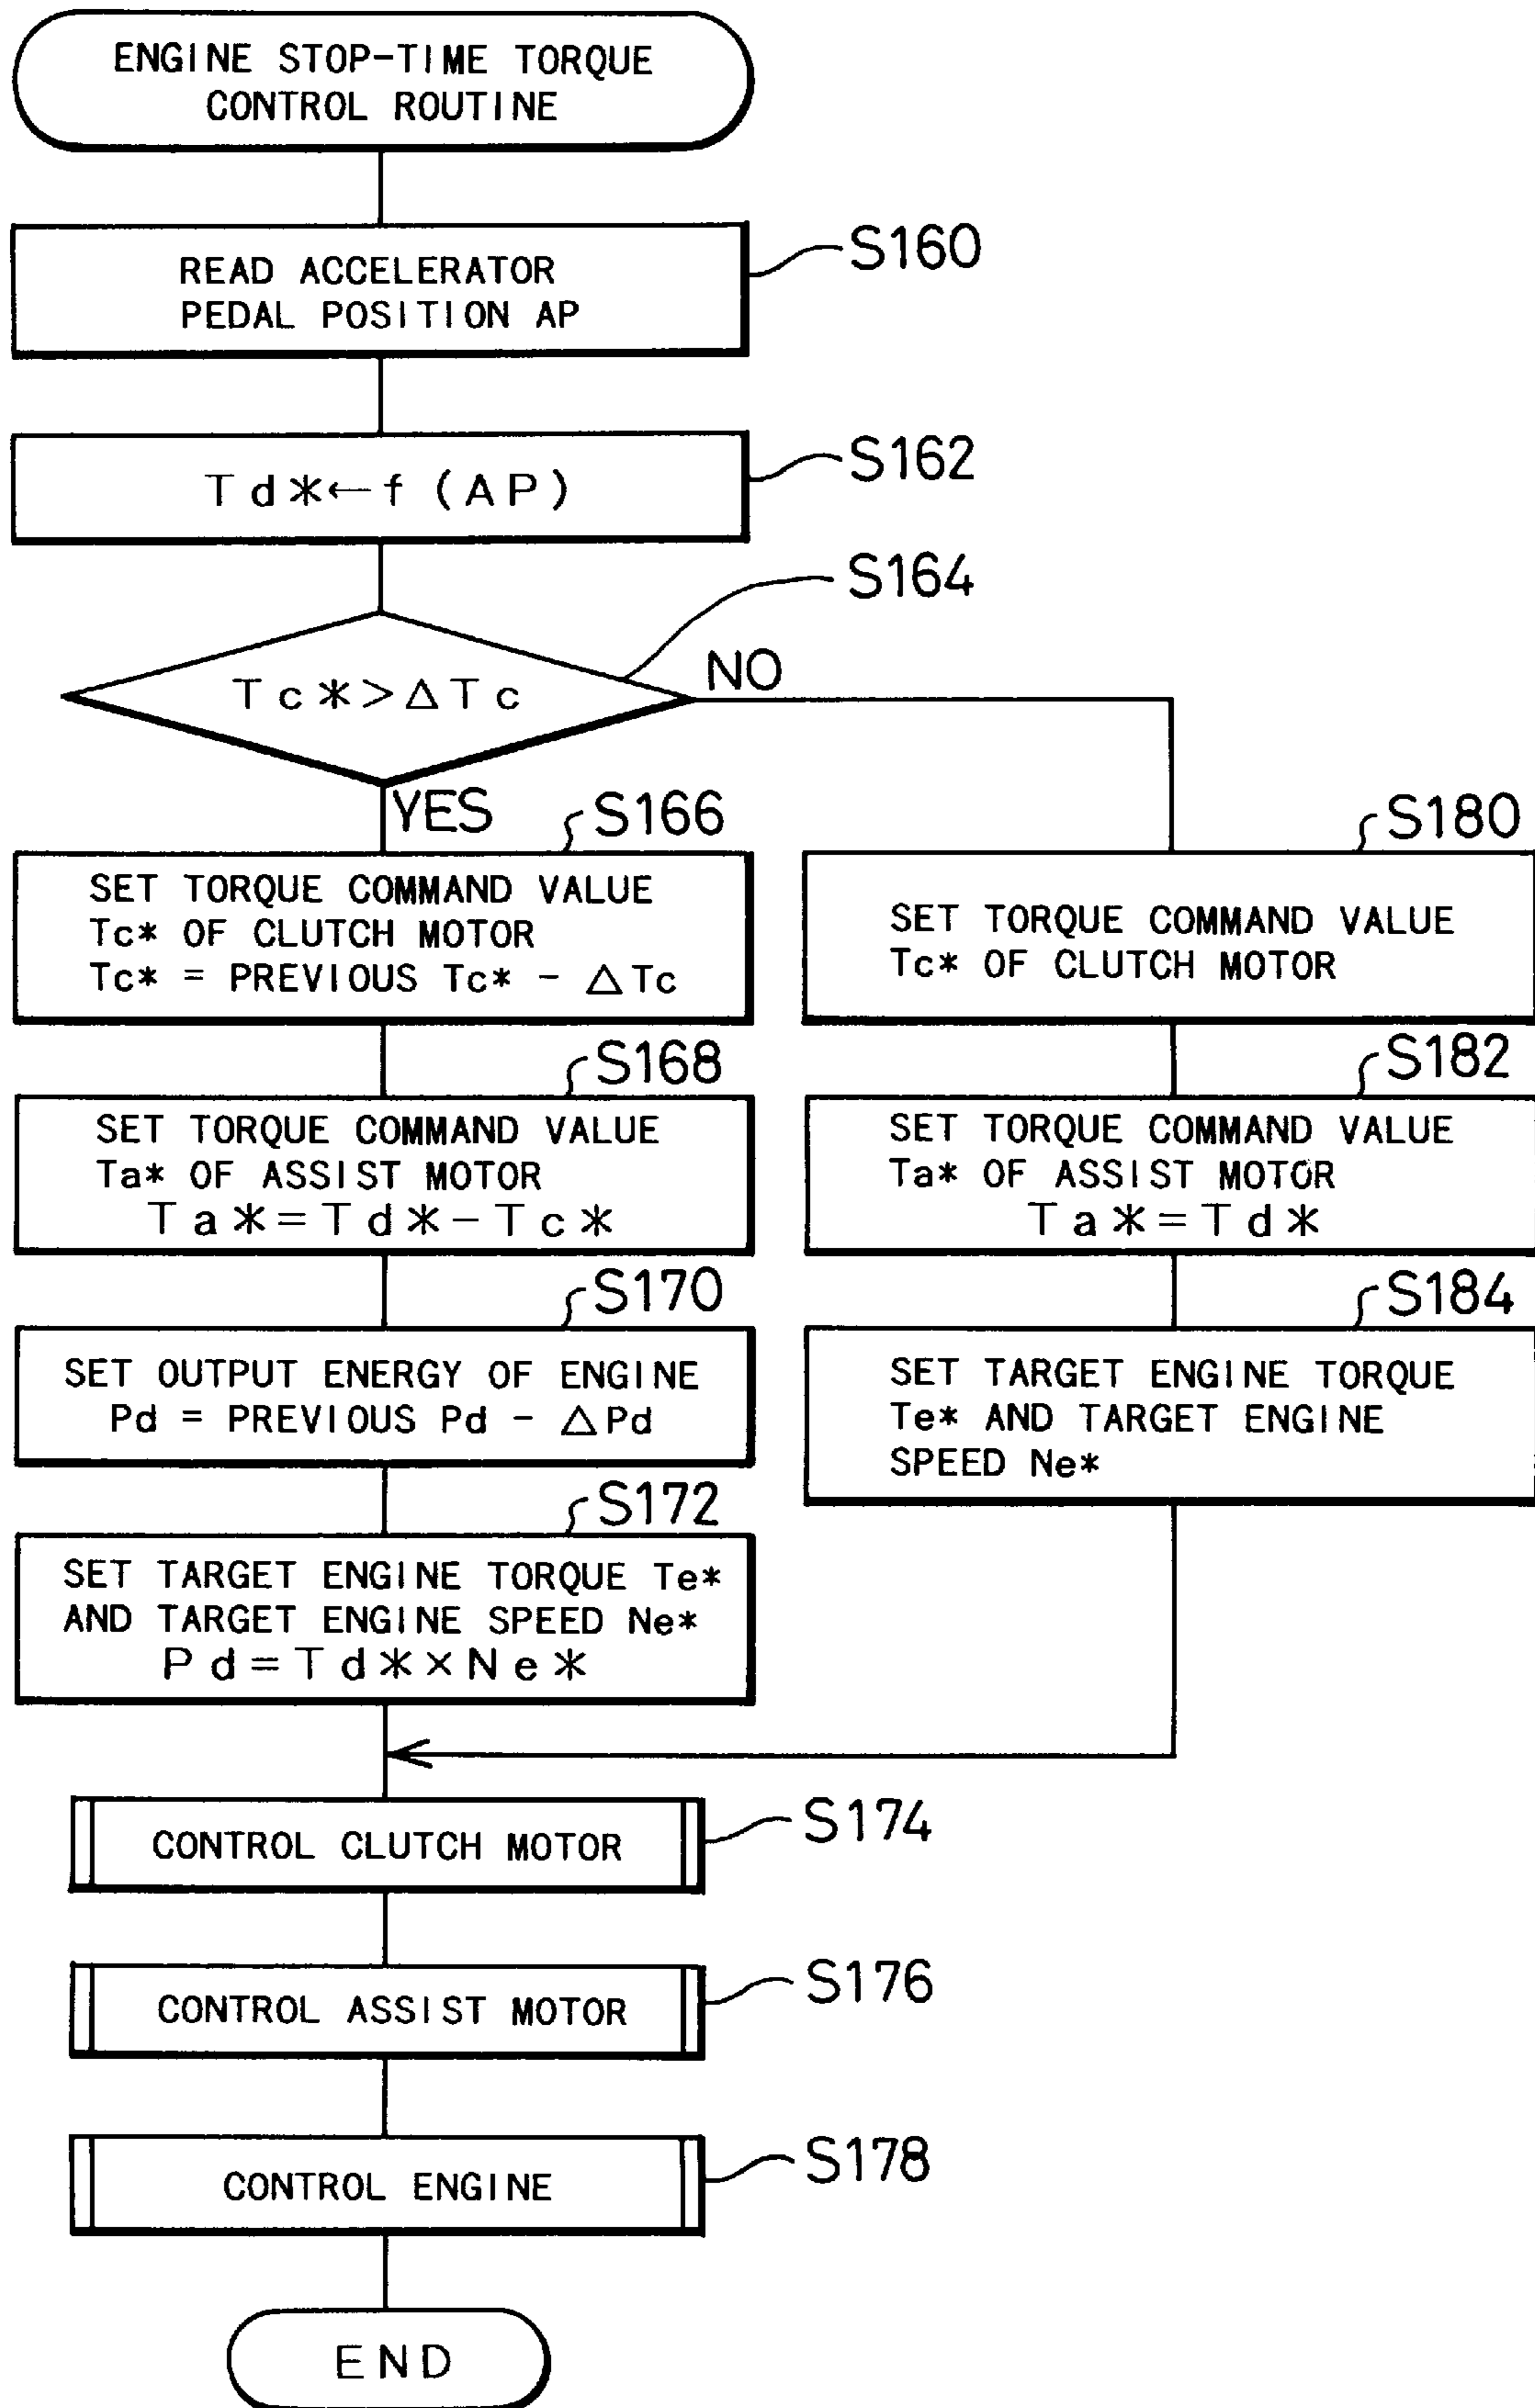 ENGINE STOP-TIME TORQUE
CONTROL ROUTINE
S160
READ ACCELERATOR
PEDAL POSITION AP
S162
Td*←f(AP)
S164
Tc*>△Tc
NO
YES
S166
SET TORQUE COMMAND VALUE
Tc* OF CLUTCH MOTOR
Tc* = PREVIOUS Tc* - △Tc
S168
SET TORQUE COMMAND VALUE
Ta* OF ASSIST MOTOR
Ta*=Td*-Tc*
S170
SET OUTPUT ENERGY OF ENGINE
Pd = PREVIOUS Pd - △Pd
S172
SET TARGET ENGINE TORQUE Te*
AND TARGET ENGINE SPEED Ne*
Pd=Td*×Ne*
S180
SET TORQUE COMMAND VALUE
Tc* OF CLUTCH MOTOR
S182
SET TORQUE COMMAND VALUE
Ta* OF ASSIST MOTOR
Ta*=Td*
S184
SET TARGET ENGINE TORQUE
Te* AND TARGET ENGINE
SPEED Ne*
S174
CONTROL CLUTCH MOTOR
S176
CONTROL ASSIST MOTOR
S178
CONTROL ENGINE
END